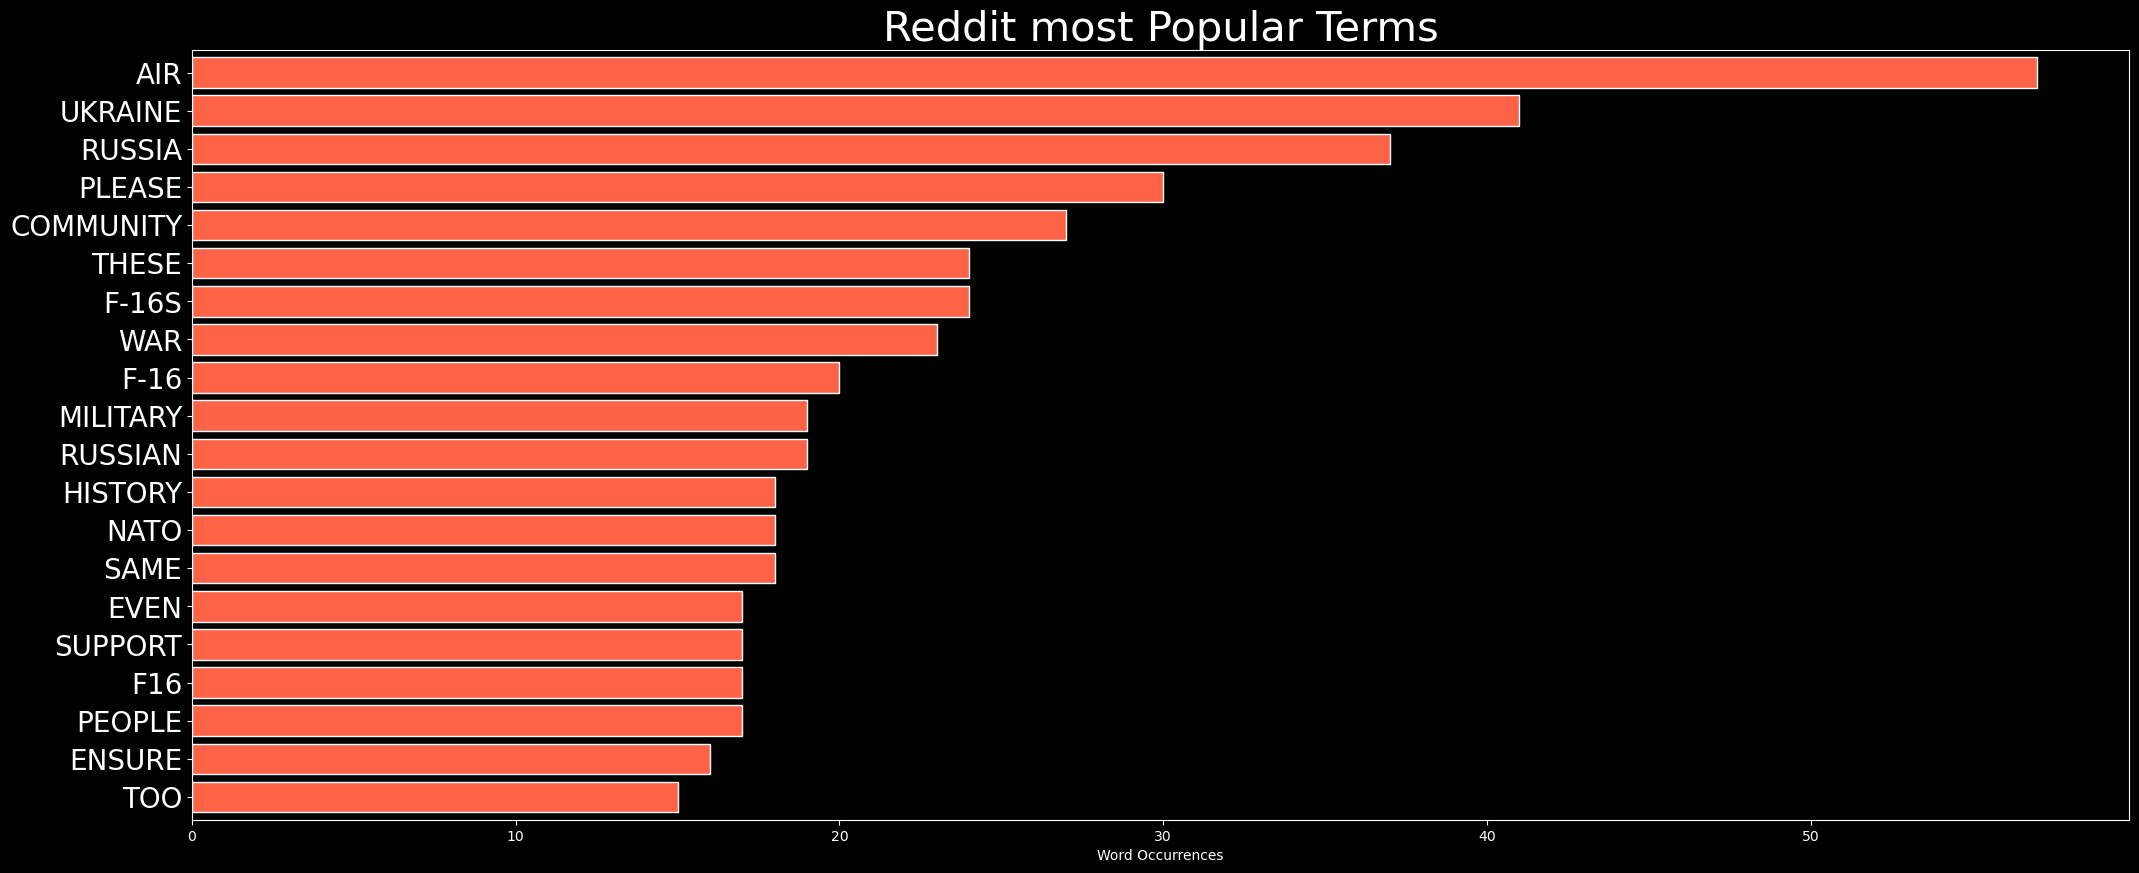 Reddit most Popular Terms
AIR
UKRAINE
RUSSIA
PLEASE
COMMUNITY
THESE
F-16S
WAR
F-16
MILITARY
RUSSIAN
HISTORY
NATO
SAME
EVEN
SUPPORT
F16
PEOPLE
ENSURE
TOO
0 10 20 30 40 50
Word Occurrences